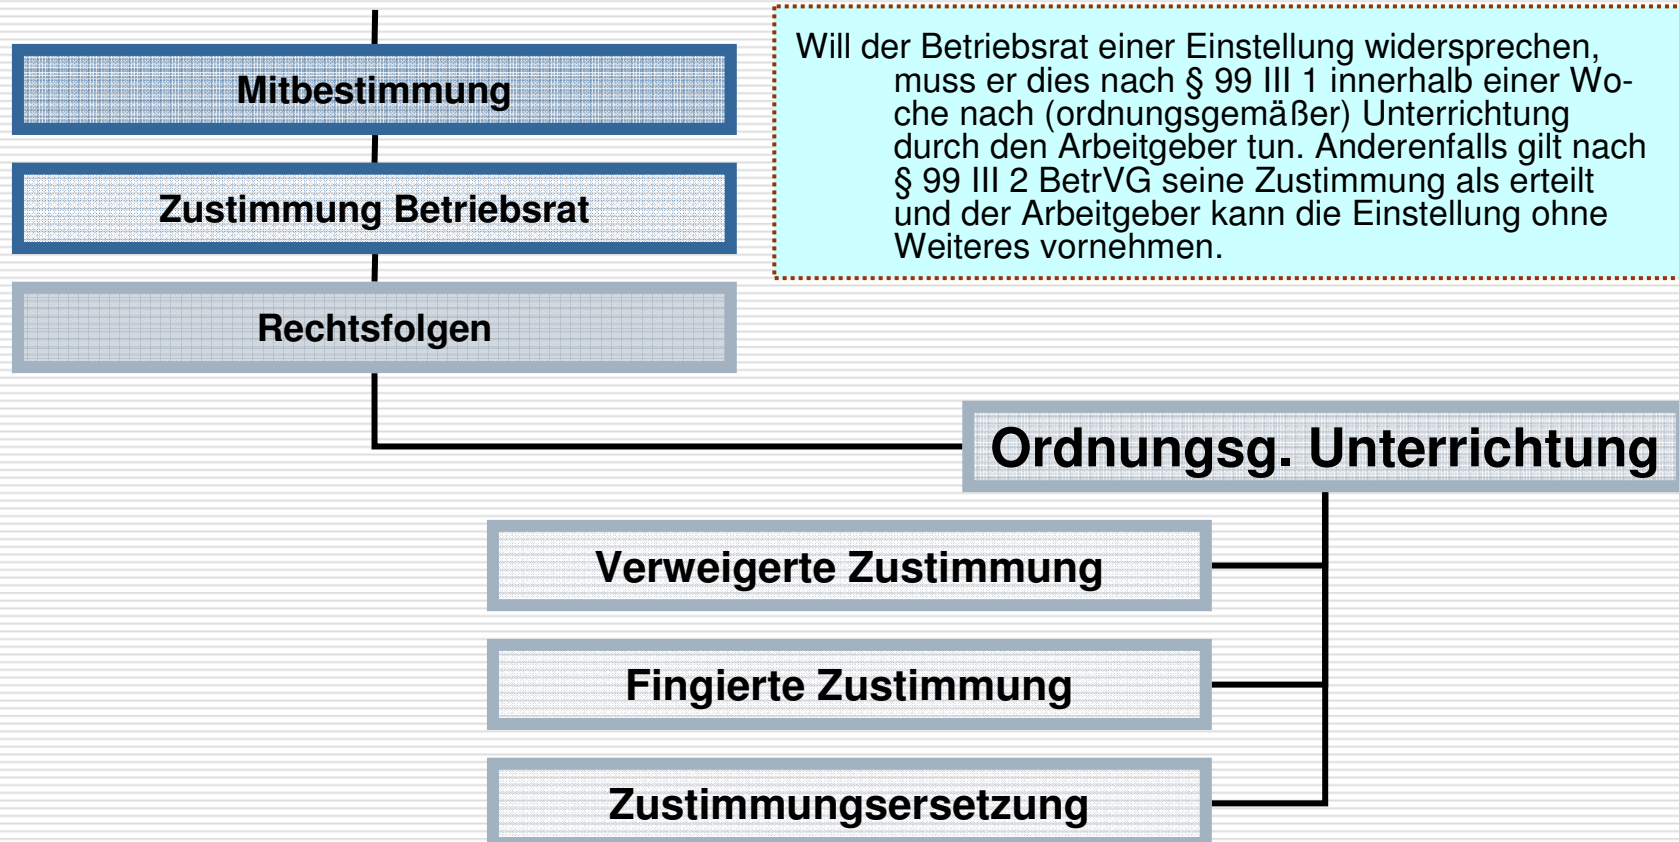 Mitbestimmung
Zustimmung Betriebsrat
Rechtsfolgen
Will der Betriebsrat einer Einstellung widersprechen,
muss er dies nach § 99 III 1 innerhalb einer Wo-
che nach (ordnungsgemäßer) Unterrichtung
durch den Arbeitgeber tun. Anderenfalls gilt nach
§ 99 III 2 BetrVG seine Zustimmung als erteilt
und der Arbeitgeber kann die Einstellung ohne
Weiteres vornehmen.
Ordnungsg. Unterrichtung
Verweigerte Zustimmung
Fingierte Zustimmung
Zustimmungsersetzung